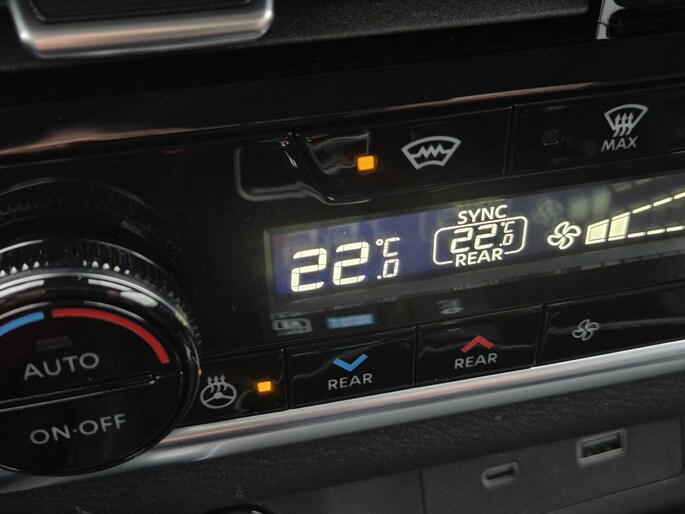 MAX
SYNC
22.0°C
22.0°C
REAR
AUTO
REAR
REAR
ON·OFF